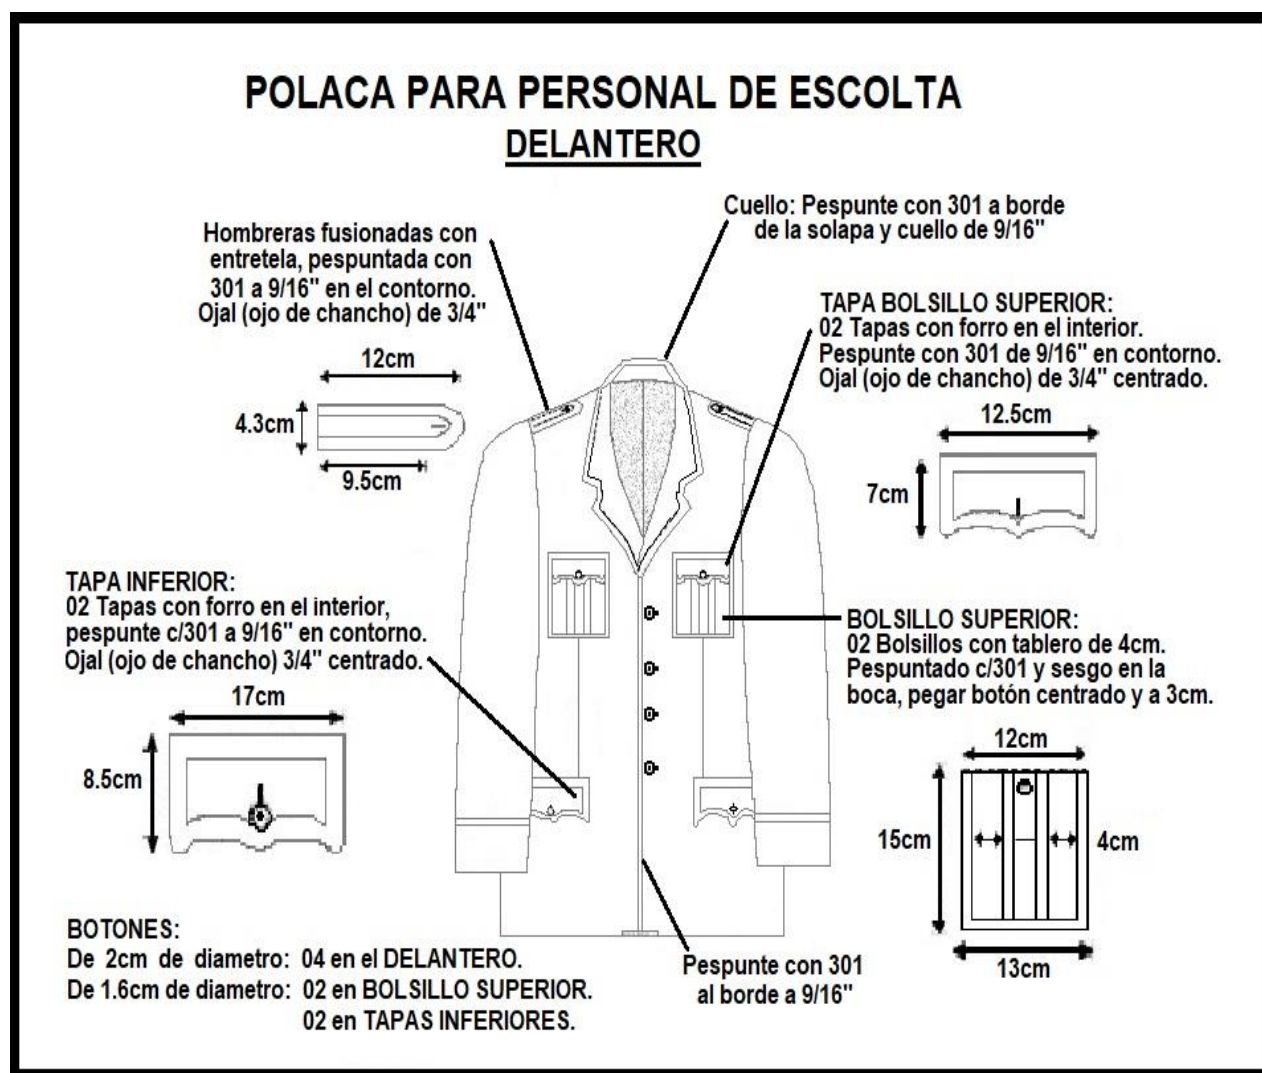 POLACA PARA PERSONAL DE ESCOLTA
DELANTERO
Hombreras fusionadas con
entretela, pespuntada con
301 a 9/16" en el contorno.
Ojal (ojo de chancho) de 3/4"
12cm
4.3cm
9.5cm
Cuello: Pespunte con 301 a borde
de la solapa y cuello de 9/16"
TAPA BOLSILLO SUPERIOR:
02 Tapas con forro en el interior.
Pespunte con 301 de 9/16" en contorno.
Ojal (ojo de chancho) de 3/4" centrado.
12.5cm
7cm
TAPA INFERIOR:
02 Tapas con forro en el interior,
pespunte c/301 a 9/16" en contorno.
Ojal (ojo de chancho) 3/4" centrado.
17cm
8.5cm
BOLSILLO SUPERIOR:
02 Bolsillos con tablero de 4cm.
Pespuntado c/301 y sesgo en la
boca, pegar botón centrado y a 3cm.
12cm
15cm
4cm
13cm
BOTONES:
De 2cm de diametro: 04 en el DELANTERO.
De 1.6cm de diametro: 02 en BOLSILLO SUPERIOR.
02 en TAPAS INFERIORES.
Pespunte con 301
al borde a 9/16"